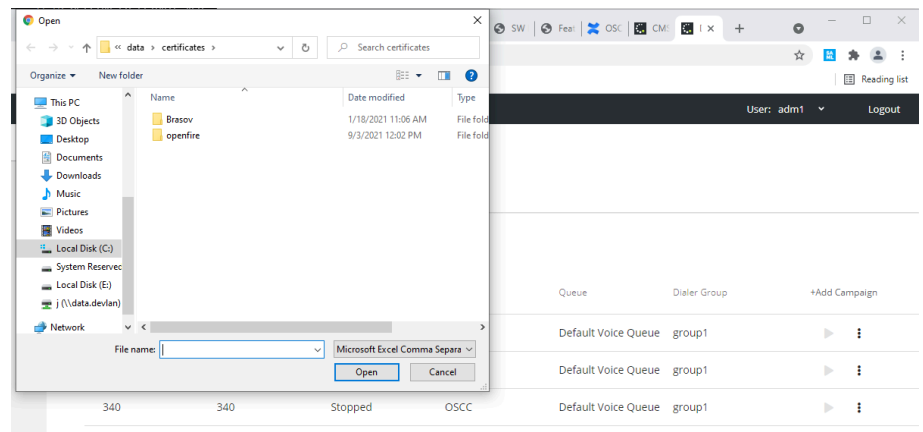 Open
SW
Feat
OSC
CMS
I
« data > certificates >
Search certificates
Organize
New folder
Reading list
This PC
Name
Date modified
Type
User: adm1
Logout
3D Objects
Brasov
1/18/2021 11:06 AM
File fold
Desktop
openfire
9/3/2021 12:02 PM
File fold
Documents
Downloads
Music
Pictures
Videos
Local Disk (C:)
System Reserved
Local Disk (E:)
j (\\data.devlan)
Queue
Dialer Group
+Add Campaign
Network
Default Voice Queue
group1
File name:
Microsoft Excel Comma Separa
Open
Cancel
Default Voice Queue
group1
340
340
Stopped
OSCC
Default Voice Queue
group1